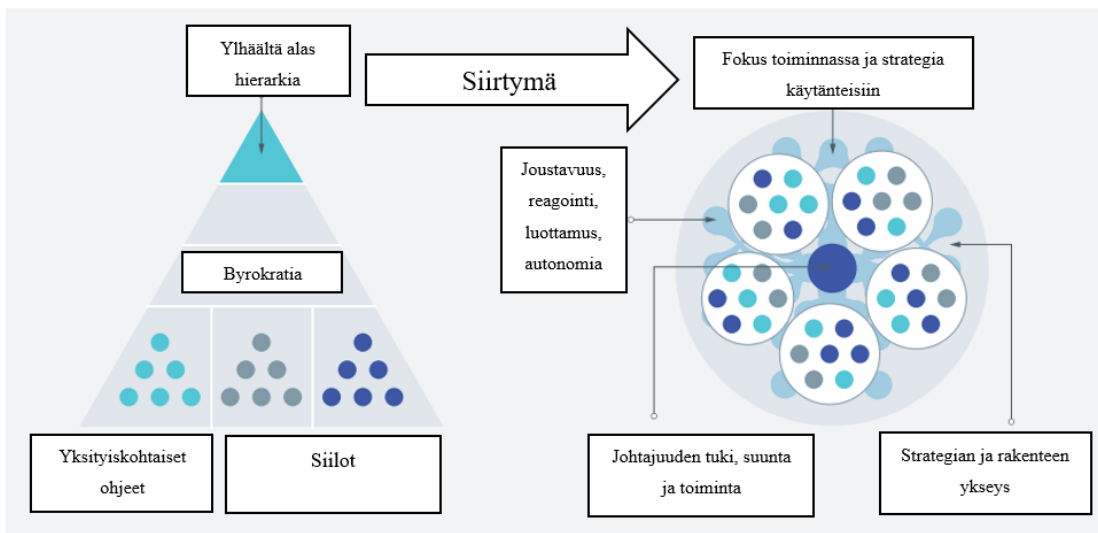 Ylhäältä alas
hierarkia
Siirtymä
Fokus toiminnassa ja strategia
käytänteisiin
Joustavuus,
reagointi,
luottamus,
autonomia
Byrokratia
Yksityiskohtaiset
ohjeet
Siilot
Johtajuuden tuki, suunta
ja toiminta
Strategian ja rakenteen
ykseys